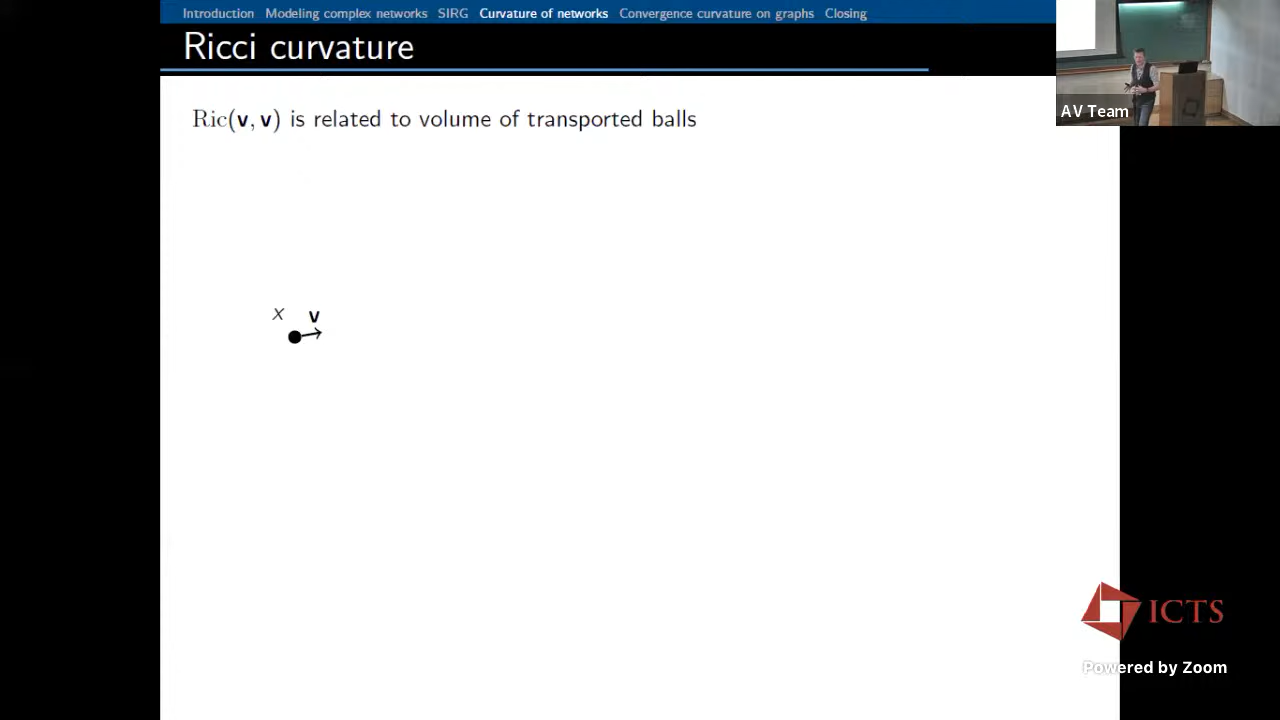 Introduction Modeling complex networks SIRG Curvature of networks Convergence curvature on graphs Closing
Ricci curvature
AV Team
Ric(v, v) is related to volume of transported balls
x v
ICTS
Powered by Zoom